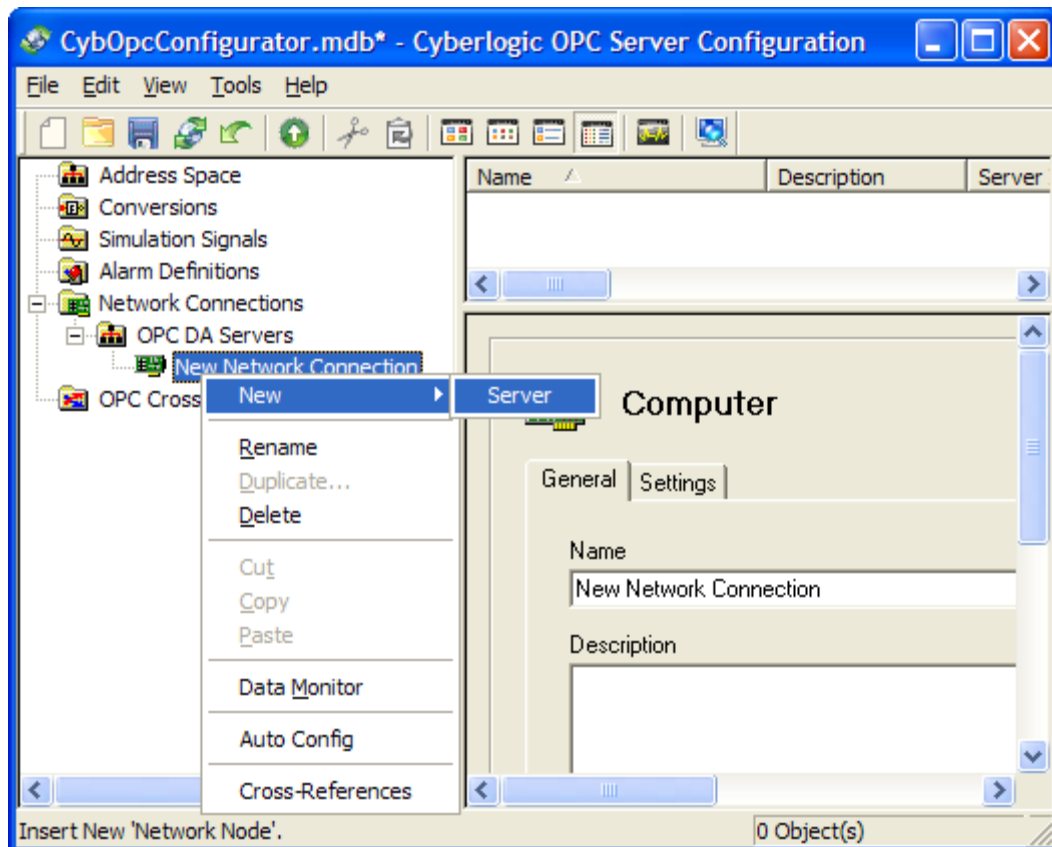 CybOpcConfigurator.mdb* - Cyberlogic OPC Server Configuration
File Edit View Tools Help
Address Space
Conversions
Simulation Signals
Alarm Definitions
Network Connections
OPC DA Servers
New Network Connection
OPC Cross
New
Server
Rename
Duplicate...
Delete
Cut
Copy
Paste
Data Monitor
Auto Config
Cross-References
Name Description Server
Computer
General Settings
Name
New Network Connection
Description
Insert New 'Network Node'. 0 Object(s)